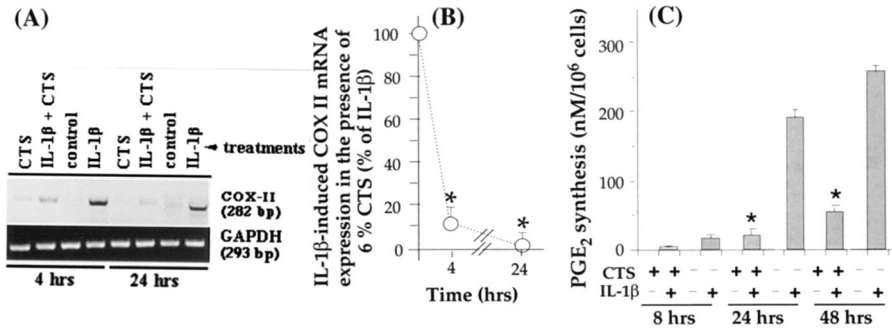 (A)
CTS
IL-1β + CTS
control
IL-1β
CTS
IL-1β + CTS
control
IL-1β
treatments
COX-II
(282 bp)
GAPDH
(293 bp)
4 hrs
24 hrs
(B)
IL-1β-induced COX II mRNA
expression in the presence of
6 % CTS (% of IL-1β)
100
80
60
40
20
0
*
*
4
24
Time (hrs)
(C)
PGE2 synthesis (nM/10⁶ cells)
300
200
100
0
*
*
CTS + + - - + + - - + + - -
IL-1β - + - + - + - + - + - +
8 hrs
24 hrs
48 hrs